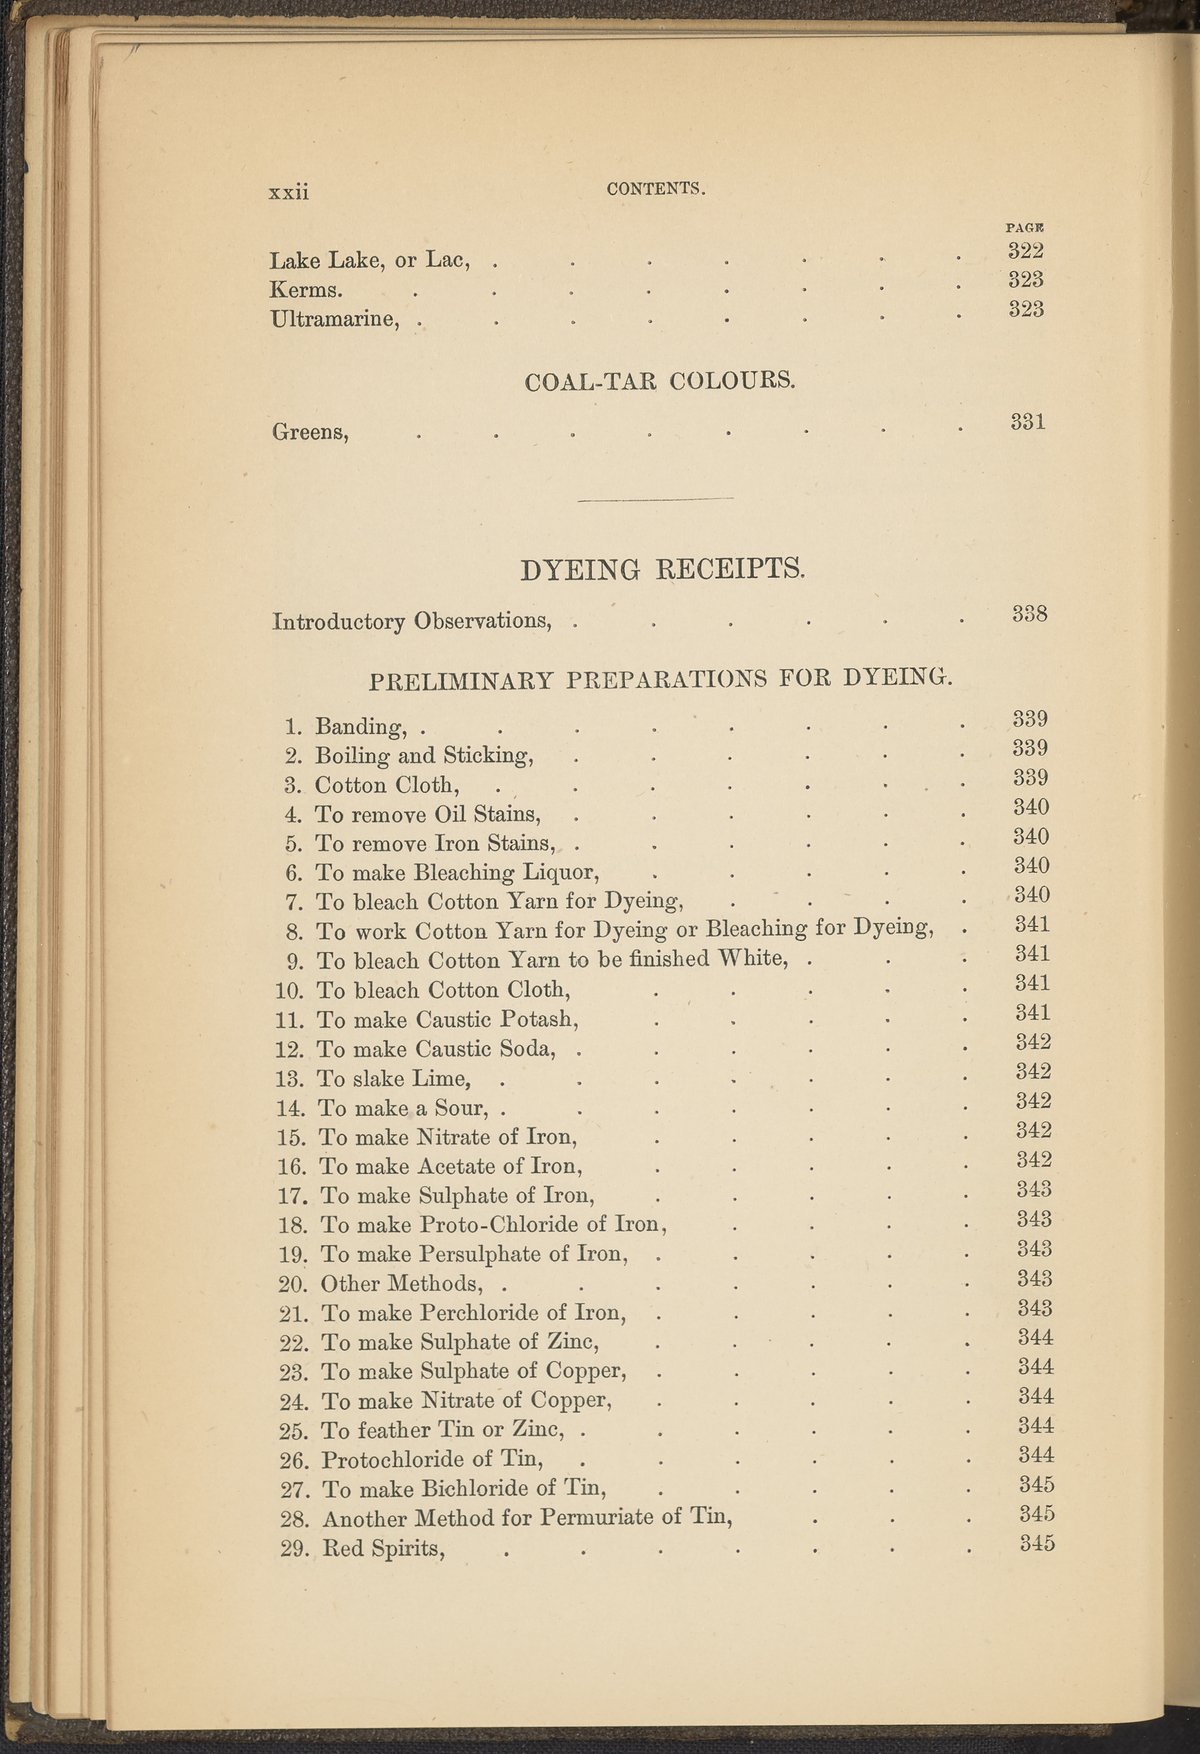 xxii CONTENTS.
PAGE
Lake Lake, or Lac, . . . . . . . 322
Kerms. . . . . . . . . 323
Ultramarine, . . . . . . . . 323
COAL-TAR COLOURS.
Greens, . . . . . . . . 331
DYEING RECEIPTS.
Introductory Observations, . . . . . . 338
PRELIMINARY PREPARATIONS FOR DYEING.
1. Banding, . . . . . . . . 339
2. Boiling and Sticking, . . . . . . 339
3. Cotton Cloth, . . . . . . . 339
4. To remove Oil Stains, . . . . . . 340
5. To remove Iron Stains, . . . . . . 340
6. To make Bleaching Liquor, . . . . . 340
7. To bleach Cotton Yarn for Dyeing, . . . . 340
8. To work Cotton Yarn for Dyeing or Bleaching for Dyeing, . 341
9. To bleach Cotton Yarn to be finished White, . . . 341
10. To bleach Cotton Cloth, . . . . . 341
11. To make Caustic Potash, . . . . . 341
12. To make Caustic Soda, . . . . . . 342
13. To slake Lime, . . . . . . . 342
14. To make a Sour, . . . . . . . 342
15. To make Nitrate of Iron, . . . . . 342
16. To make Acetate of Iron, . . . . . 342
17. To make Sulphate of Iron, . . . . . 343
18. To make Proto-Chloride of Iron, . . . . 343
19. To make Persulphate of Iron, . . . . . 343
20. Other Methods, . . . . . . . 343
21. To make Perchloride of Iron, . . . . . 343
22. To make Sulphate of Zinc, . . . . . 344
23. To make Sulphate of Copper, . . . . . 344
24. To make Nitrate of Copper, . . . . . 344
25. To feather Tin or Zinc, . . . . . . 344
26. Protochloride of Tin, . . . . . . 344
27. To make Bichloride of Tin, . . . . . 345
28. Another Method for Permuriate of Tin, . . . 345
29. Red Spirits, . . . . . . . 345